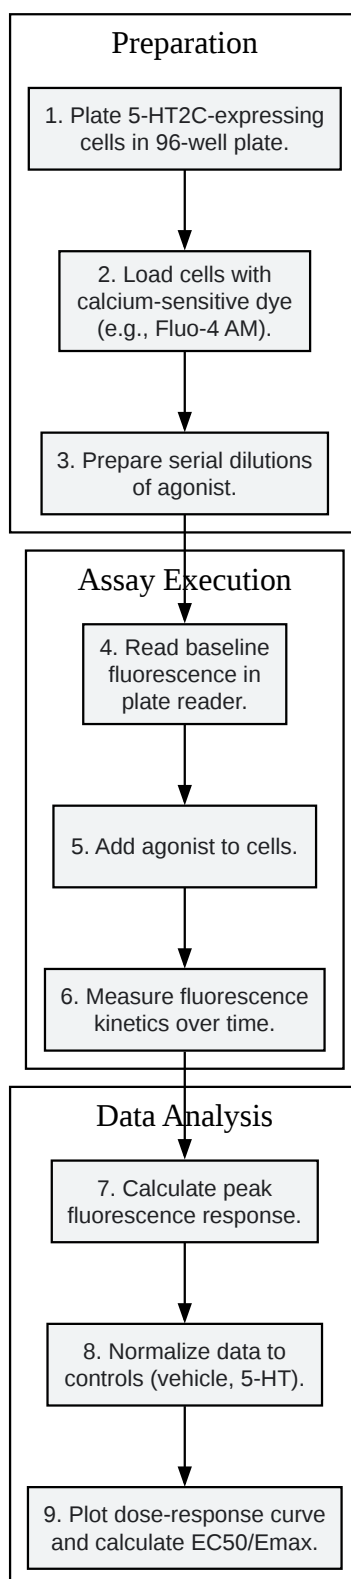 Preparation
1. Plate 5-HT2C-expressing
cells in 96-well plate.
2. Load cells with
calcium-sensitive dye
(e.g., Fluo-4 AM).
3. Prepare serial dilutions
of agonist.
Assay Execution
4. Read baseline
fluorescence in
plate reader.
5. Add agonist to cells.
6. Measure fluorescence
kinetics over time.
Data Analysis
7. Calculate peak
fluorescence response.
8. Normalize data to
controls (vehicle, 5-HT).
9. Plot dose-response curve
and calculate EC50/Emax.